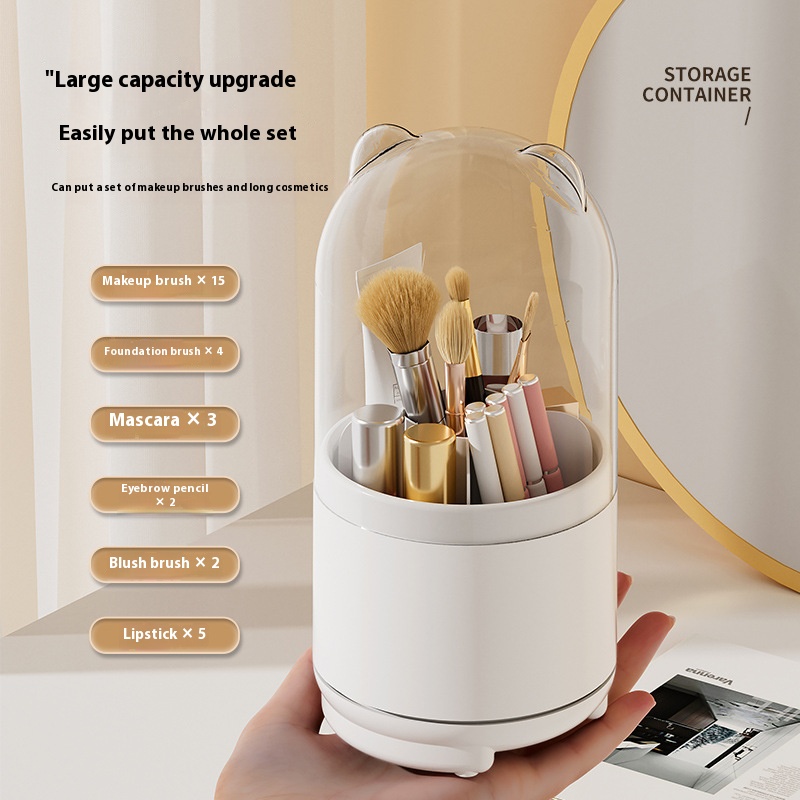 "Large capacity upgrade
Easily put the whole set
Can put a set of makeup brushes and long cosmetics
STORAGE
CONTAINER
/
Makeup brush × 15
Foundation brush × 4
Mascara × 3
Eyebrow pencil
× 2
Blush brush × 2
Lipstick × 5
Varenna